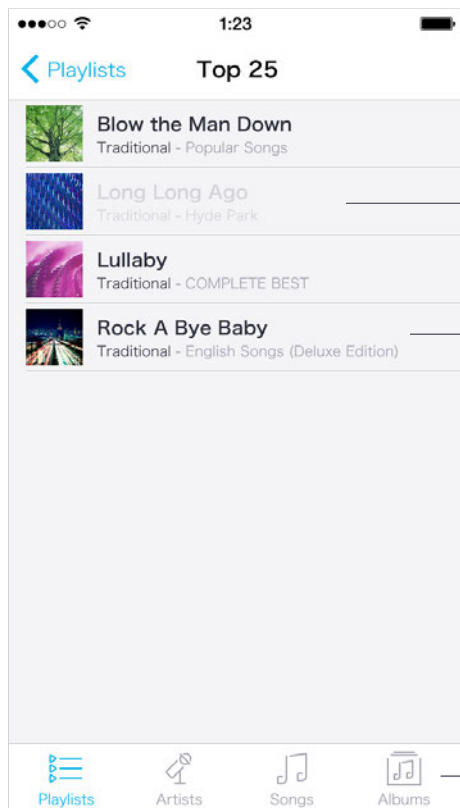 1:23
Playlists
Top 25
Blow the Man Down
Traditional - Popular Songs
Long Long Ago
Traditional - Hyde Park
Lullaby
Traditional - COMPLETE BEST
Rock A Bye Baby
Traditional - English Songs (Deluxe Edition)
Playlists
Artists
Songs
Albums